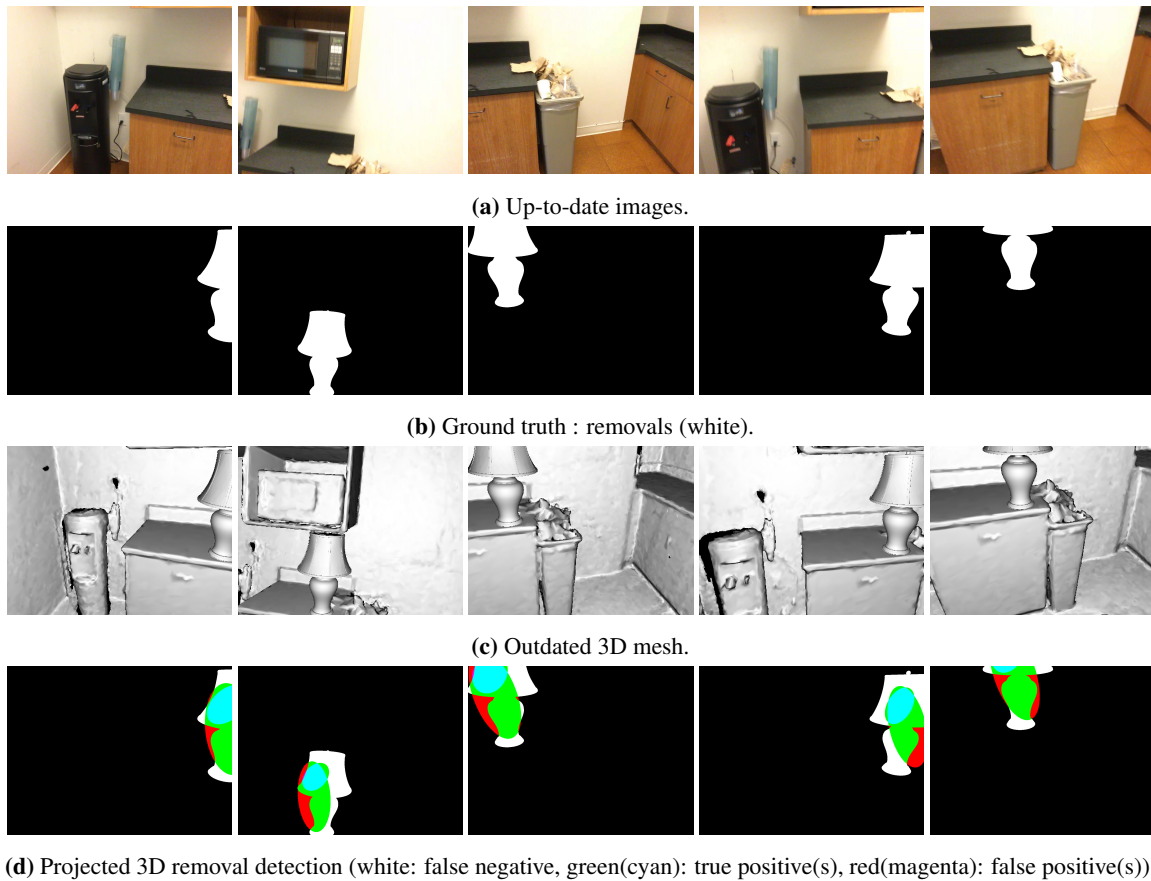 (a) Up-to-date images.
(b) Ground truth : removals (white).
(c) Outdated 3D mesh.
(d) Projected 3D removal detection (white: false negative, green(cyan): true positive(s), red(magenta): false positive(s))